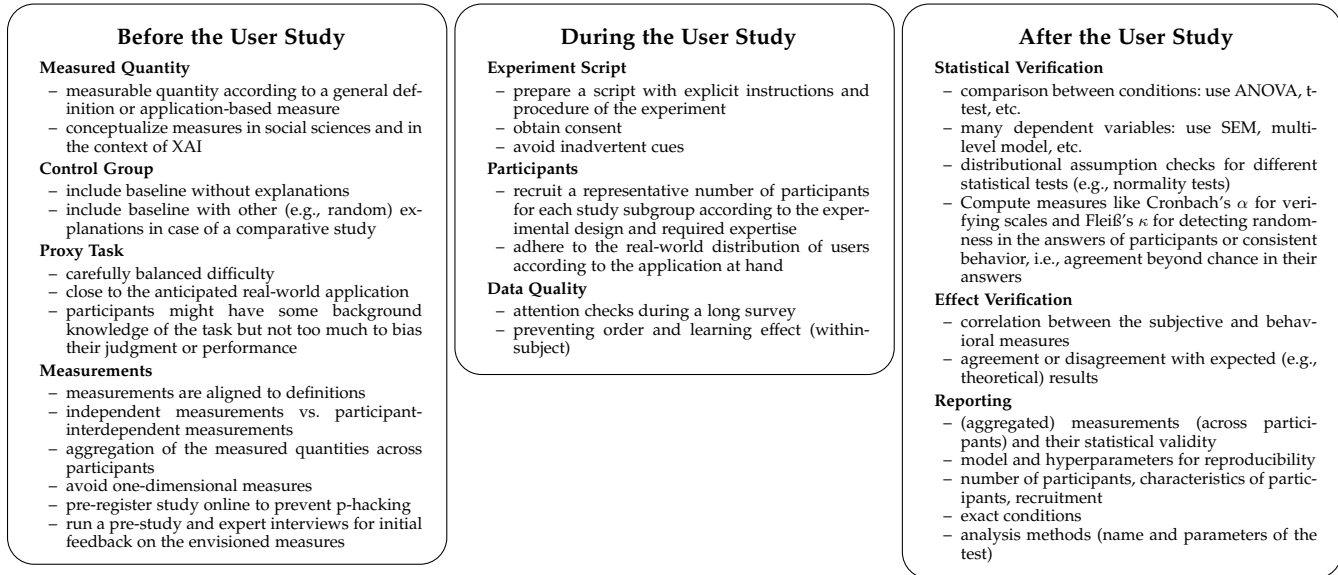 Before the User Study
Measured Quantity
– measurable quantity according to a general def-
inition or application-based measure
– conceptualize measures in social sciences and in
the context of XAI
Control Group
– include baseline without explanations
– include baseline with other (e.g., random) ex-
planations in case of a comparative study
Proxy Task
– carefully balanced difficulty
– close to the anticipated real-world application
– participants might have some background
knowledge of the task but not too much to bias
their judgment or performance
Measurements
– measurements are aligned to definitions
– independent measurements vs. participant-
interdependent measurements
– aggregation of the measured quantities across
participants
– avoid one-dimensional measures
– pre-register study online to prevent p-hacking
– run a pre-study and expert interviews for initial
feedback on the envisioned measures
During the User Study
Experiment Script
– prepare a script with explicit instructions and
procedure of the experiment
– obtain consent
– avoid inadvertent cues
Participants
– recruit a representative number of participants
for each study subgroup according to the exper-
imental design and required expertise
– adhere to the real-world distribution of users
according to the application at hand
Data Quality
– attention checks during a long survey
– preventing order and learning effect (within-
subject)
After the User Study
Statistical Verification
– comparison between conditions: use ANOVA, t-
test, etc.
– many dependent variables: use SEM, multi-
level model, etc.
– distributional assumption checks for different
statistical tests (e.g., normality tests)
– Compute measures like Cronbach's α for veri-
fying scales and Fleiß's κ for detecting random-
ness in the answers of participants or consistent
behavior, i.e., agreement beyond chance in their
answers
Effect Verification
– correlation between the subjective and behav-
ioral measures
– agreement or disagreement with expected (e.g.,
theoretical) results
Reporting
– (aggregated) measurements (across partici-
pants) and their statistical validity
– model and hyperparameters for reproducibility
– number of participants, characteristics of partic-
ipants, recruitment
– exact conditions
– analysis methods (name and parameters of the
test)